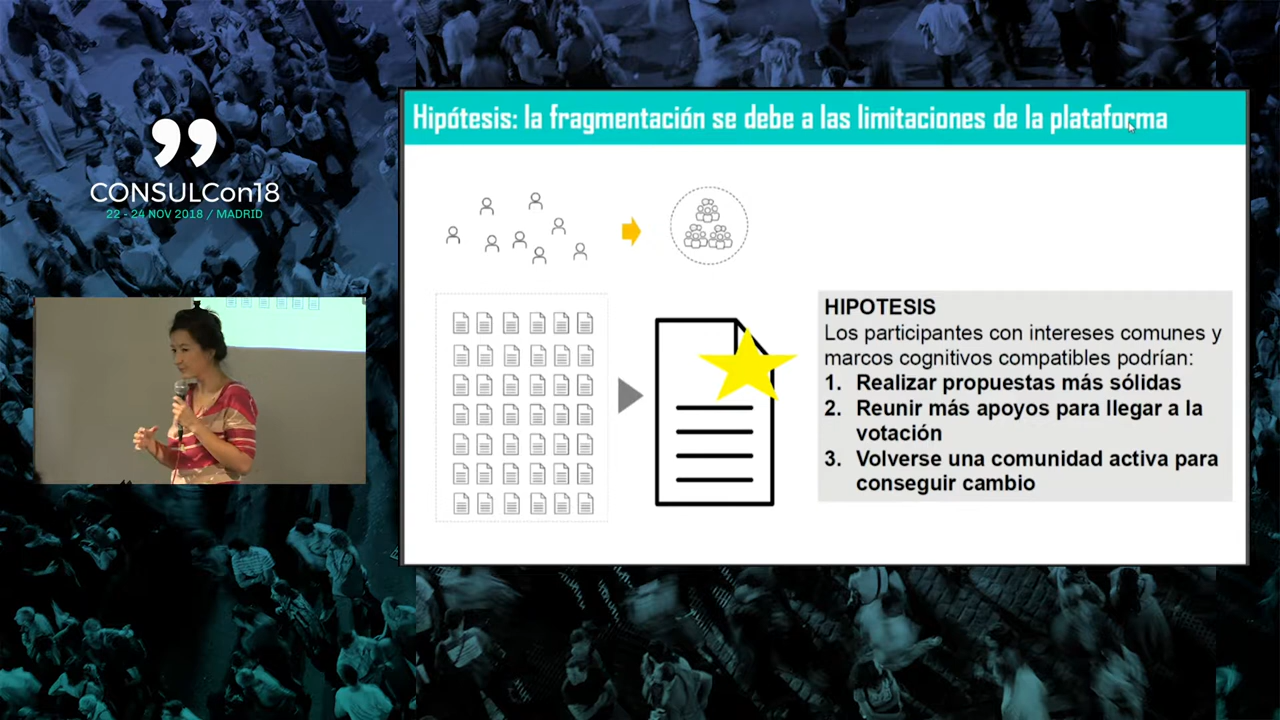 CONSULCon18
22 - 24 NOV 2018 / MADRID
Hipótesis: la fragmentación se debe a las limitaciones de la plataforma
HIPOTESIS
Los participantes con intereses comunes y
marcos cognitivos compatibles podrían:
1. Realizar propuestas más sólidas
2. Reunir más apoyos para llegar a la
votación
3. Volverse una comunidad activa para
conseguir cambio